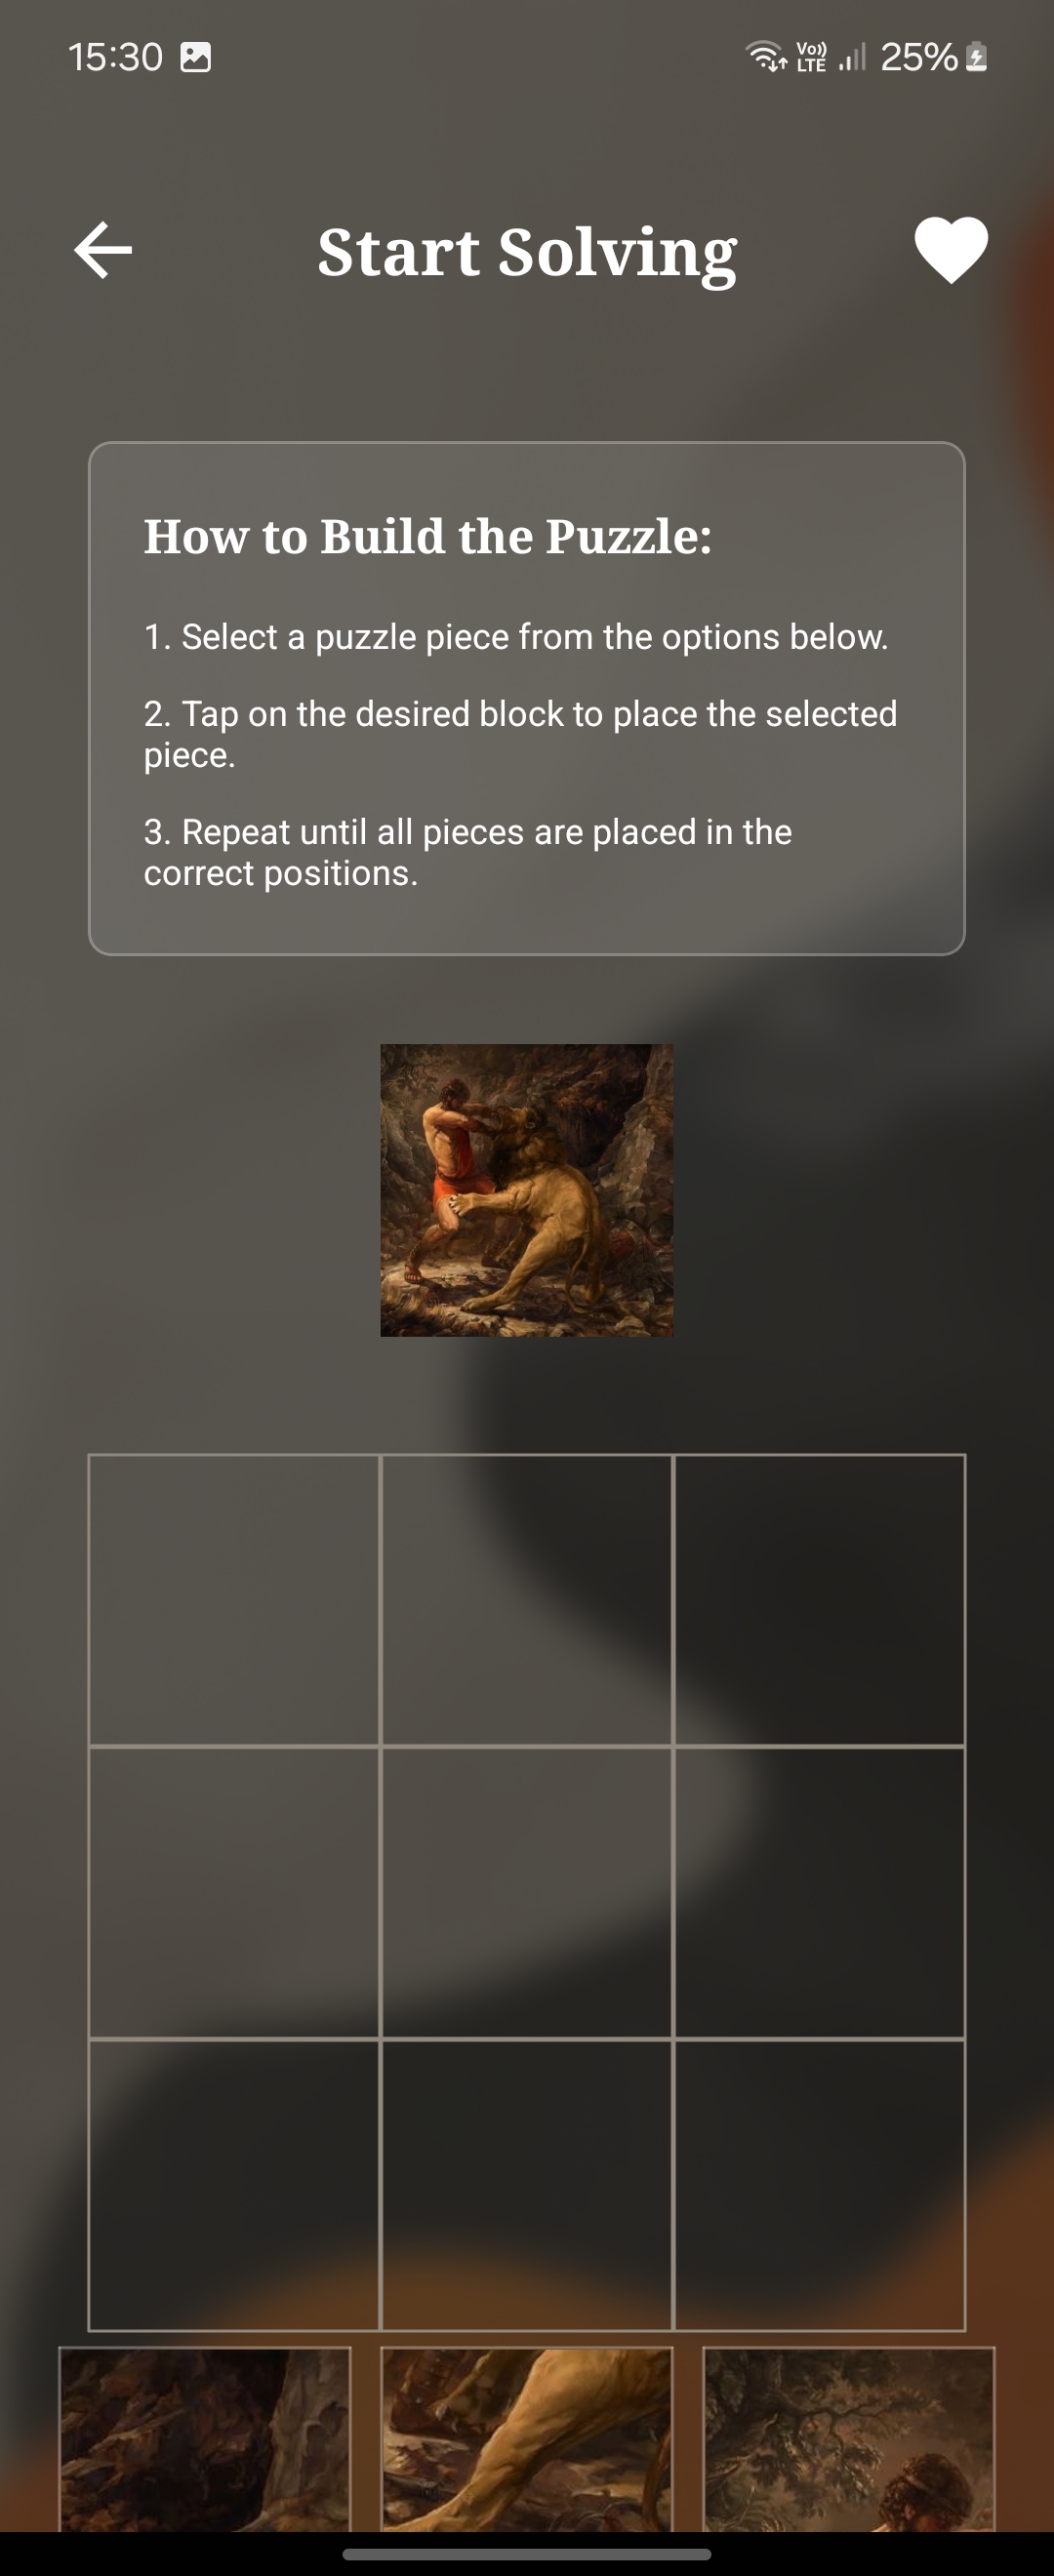 15:30
Vo))
LTE
25%
Start Solving
How to Build the Puzzle:
1. Select a puzzle piece from the options below.
2. Tap on the desired block to place the selected
piece.
3. Repeat until all pieces are placed in the
correct positions.